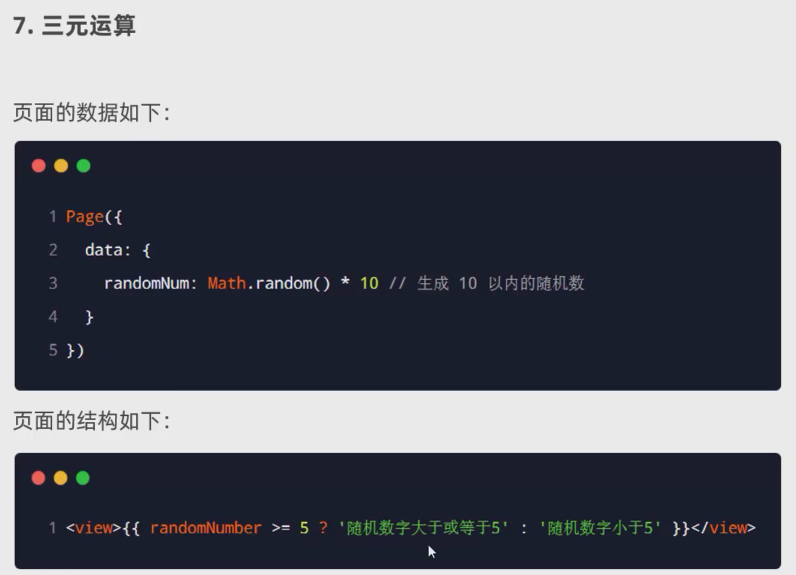 7. 三元运算
页面的数据如下：
1 Page({
2 data: {
3 randomNum: Math.random() * 10 // 生成 10 以内的随机数
4 }
5 })
页面的结构如下：
1 <view>{{ randomNumber >= 5 ? '随机数字大于或等于5' : '随机数字小于5' }}</view>